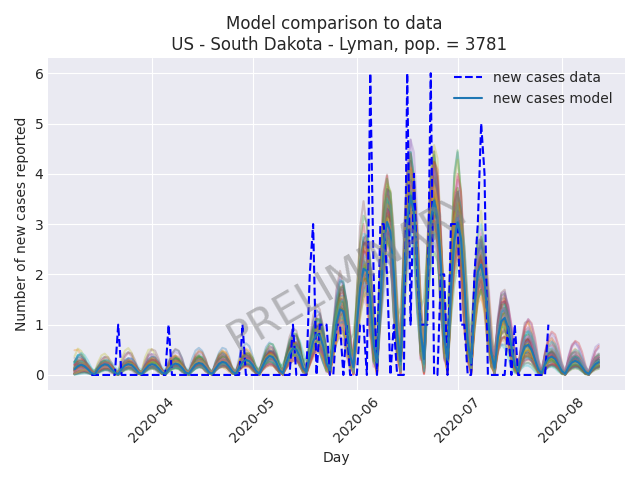 Model comparison to data
US - South Dakota - Lyman, pop. = 3781
Number of new cases reported
6
5
4
3
2
1
0
new cases data
new cases model
PRELIMINARY
2020-04
2020-05
2020-06
2020-07
2020-08
Day